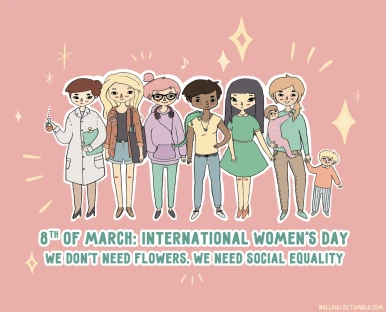 8TH OF MARCH: INTERNATIONAL WOMEN'S DAY
WE DON'T NEED FLOWERS, WE NEED SOCIAL EQUALITY